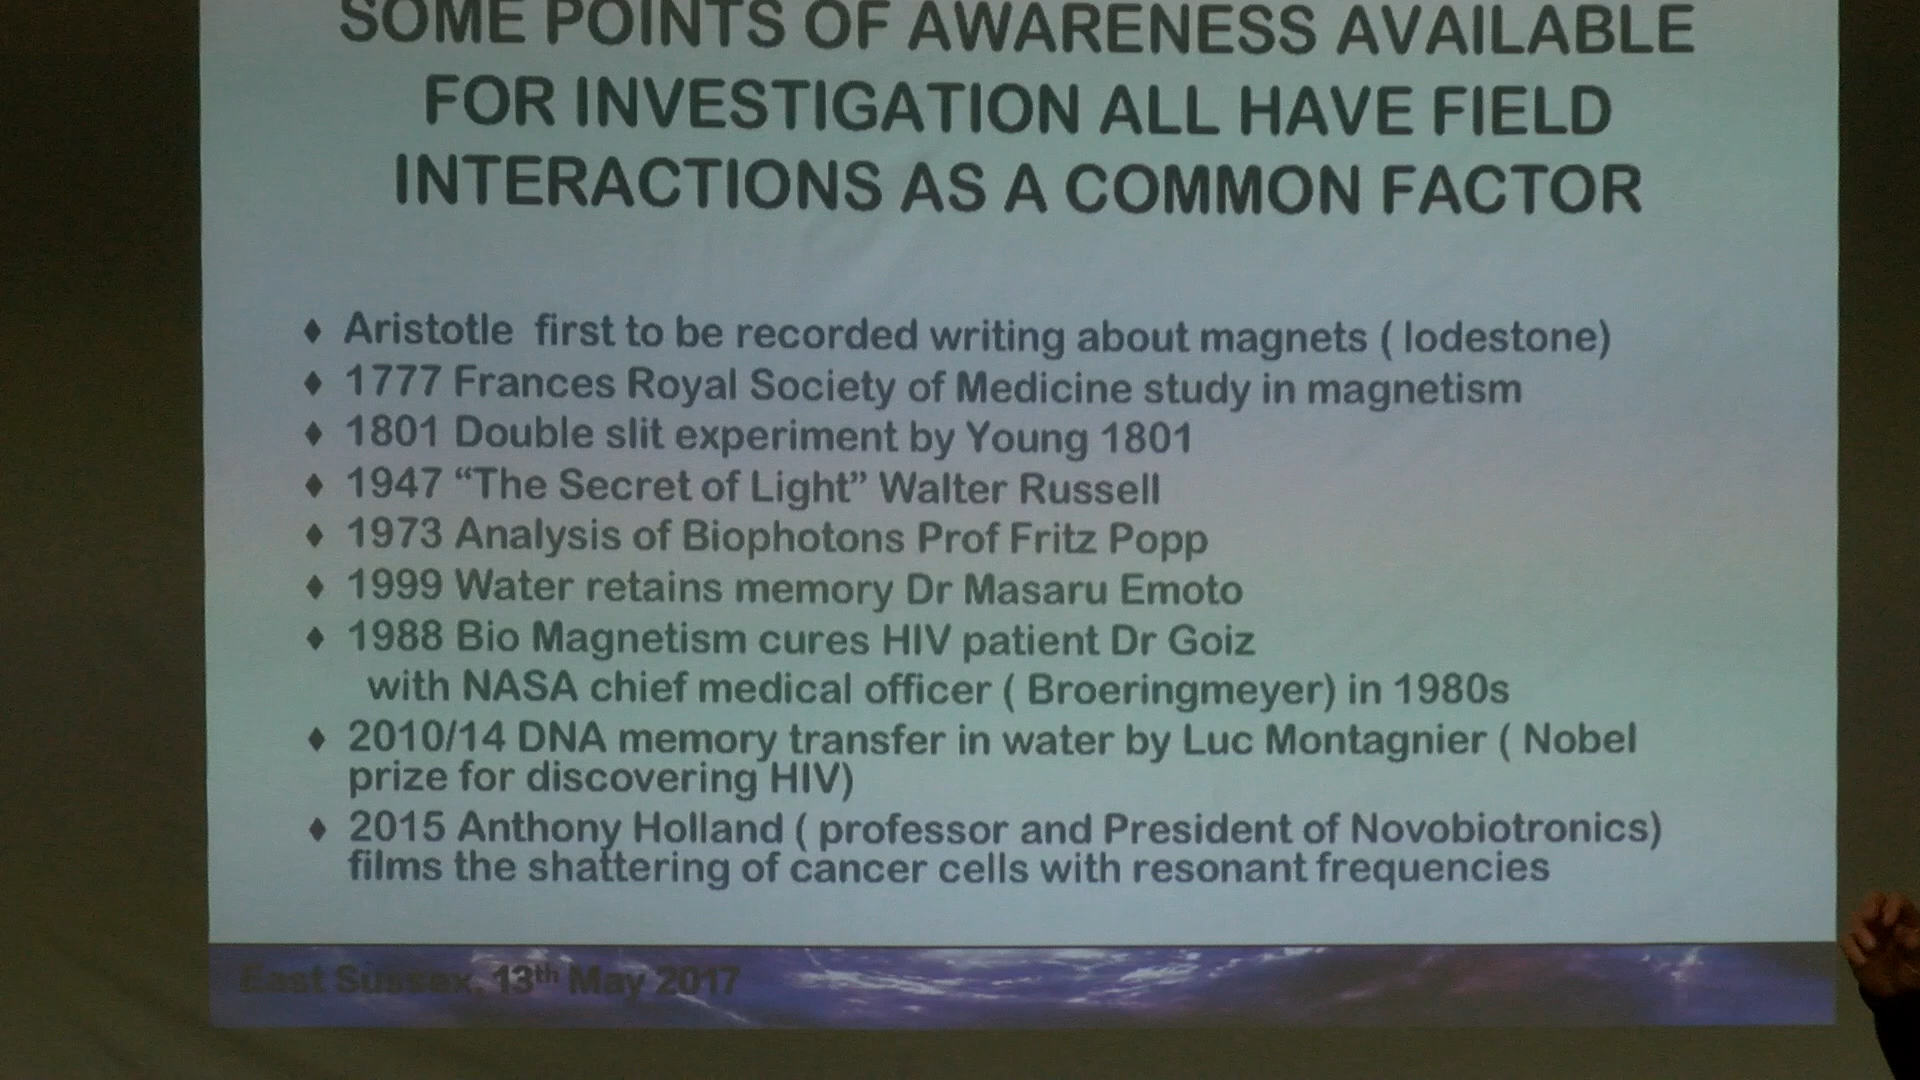 SOME POINTS OF AWARENESS AVAILABLE
FOR INVESTIGATION ALL HAVE FIELD
INTERACTIONS AS A COMMON FACTOR
♦ Aristotle first to be recorded writing about magnets ( lodestone)
♦ 1777 Frances Royal Society of Medicine study in magnetism
♦ 1801 Double slit experiment by Young 1801
♦ 1947 “The Secret of Light” Walter Russell
♦ 1973 Analysis of Biophotons Prof Fritz Popp
♦ 1999 Water retains memory Dr Masaru Emoto
♦ 1988 Bio Magnetism cures HIV patient Dr Goiz
with NASA chief medical officer ( Broeringmeyer) in 1980s
♦ 2010/14 DNA memory transfer in water by Luc Montagnier ( Nobel
prize for discovering HIV)
♦ 2015 Anthony Holland ( professor and President of Novobiotronics)
films the shattering of cancer cells with resonant frequencies
East Sussex, 13th May 2017